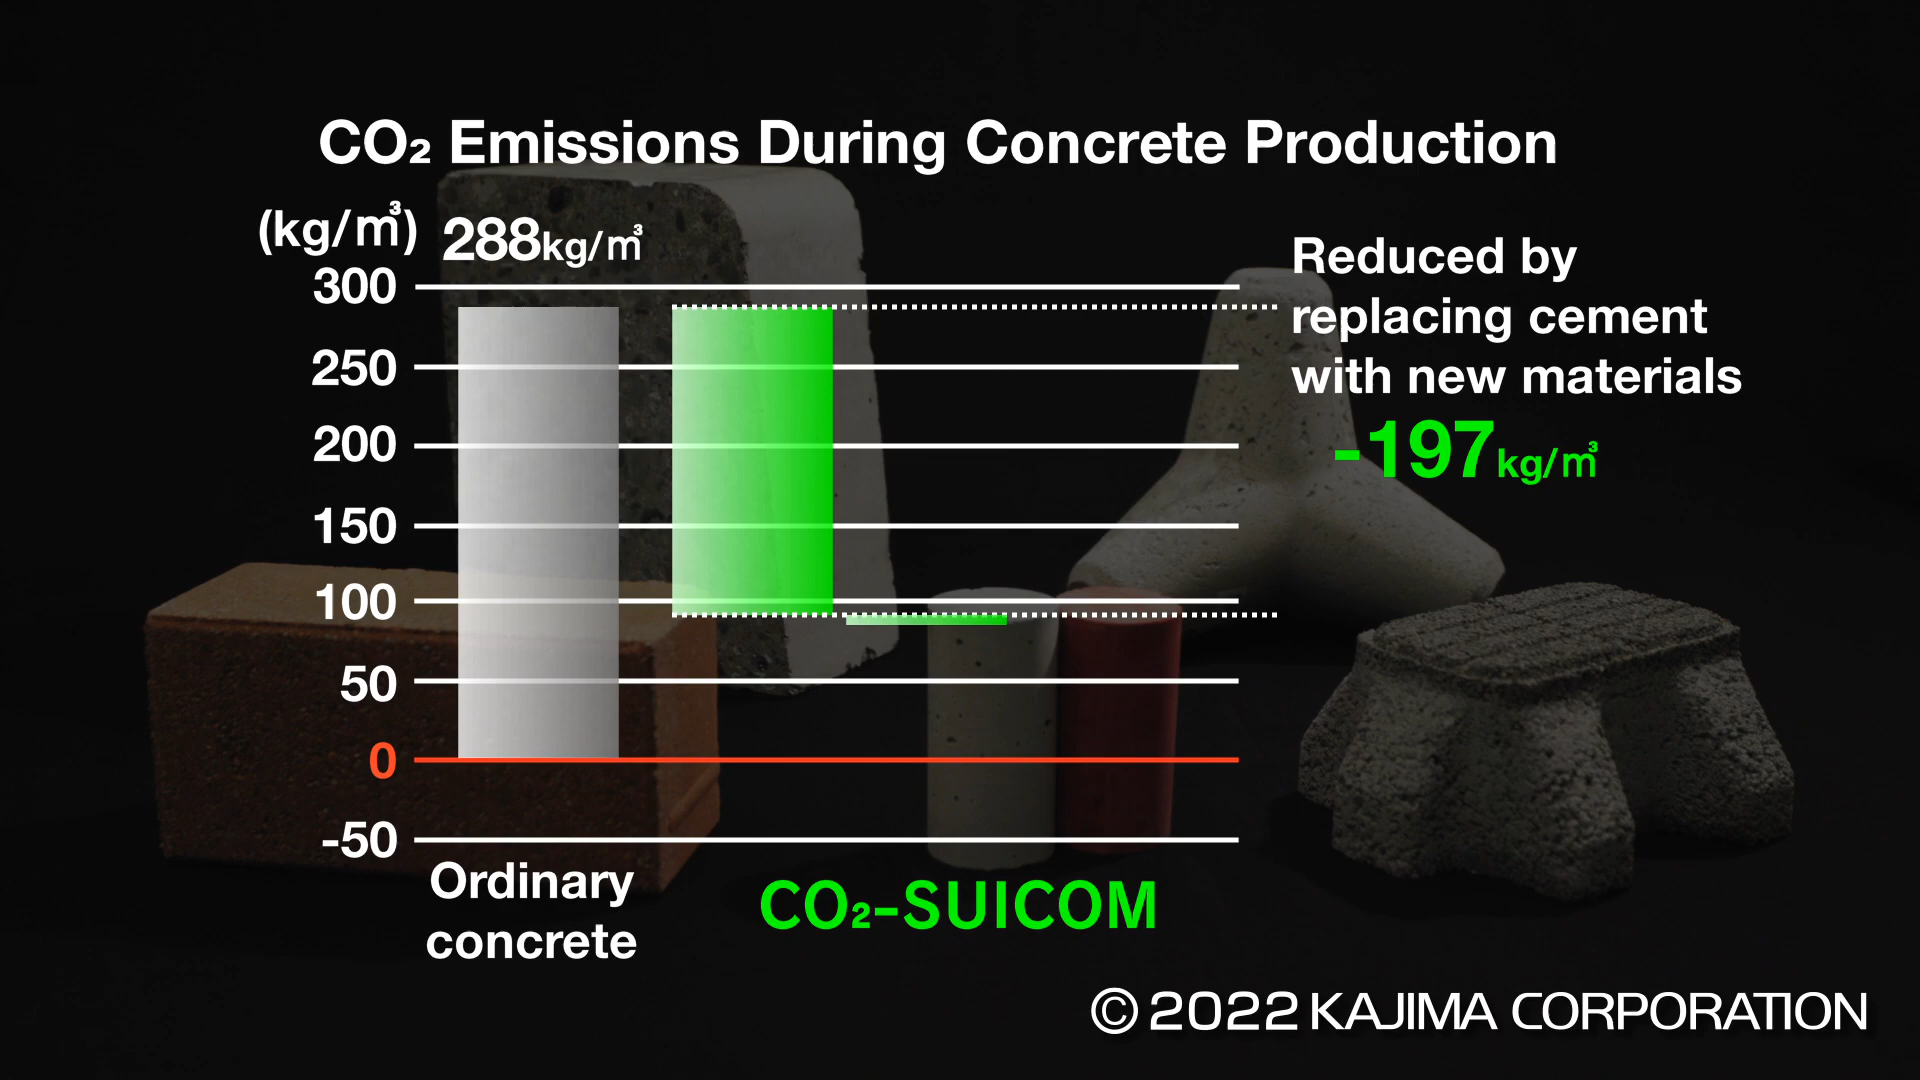 CO₂ Emissions During Concrete Production
(kg/m³) 288kg/m³
300
250
200
150
100
50
0
-50
Reduced by
replacing cement
with new materials
-197kg/m³
Ordinary
concrete
CO₂-SUICOM
© 2022 KAJIMA CORPORATION